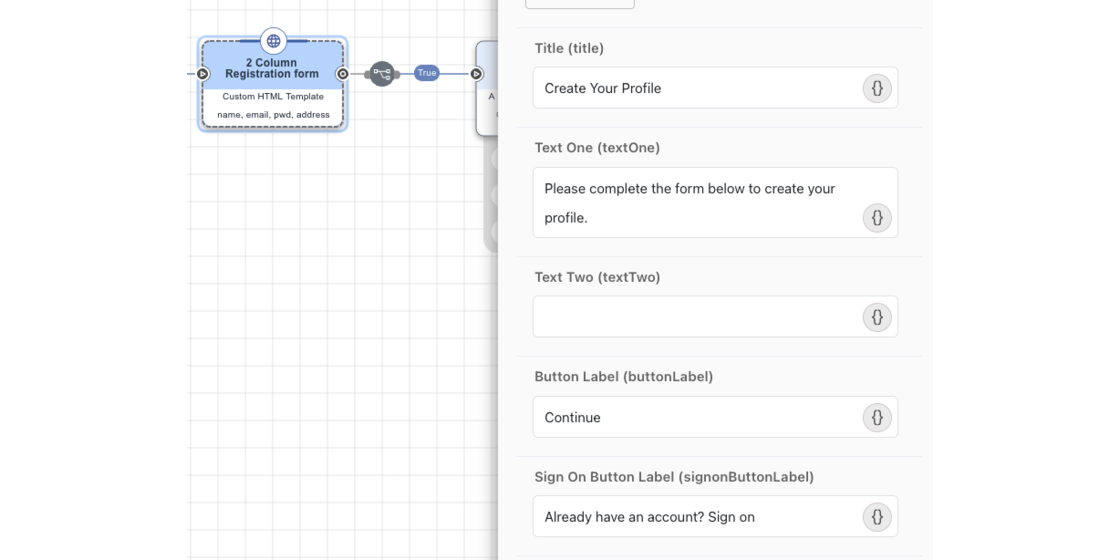 2 Column
Registration form
Custom HTML Template
name, email, pwd, address
True
A
Title (title)
Create Your Profile
{}
Text One (textOne)
Please complete the form below to create your
profile.
{}
Text Two (textTwo)
{}
Button Label (buttonLabel)
Continue
{}
Sign On Button Label (signonButtonLabel)
Already have an account? Sign on
{}